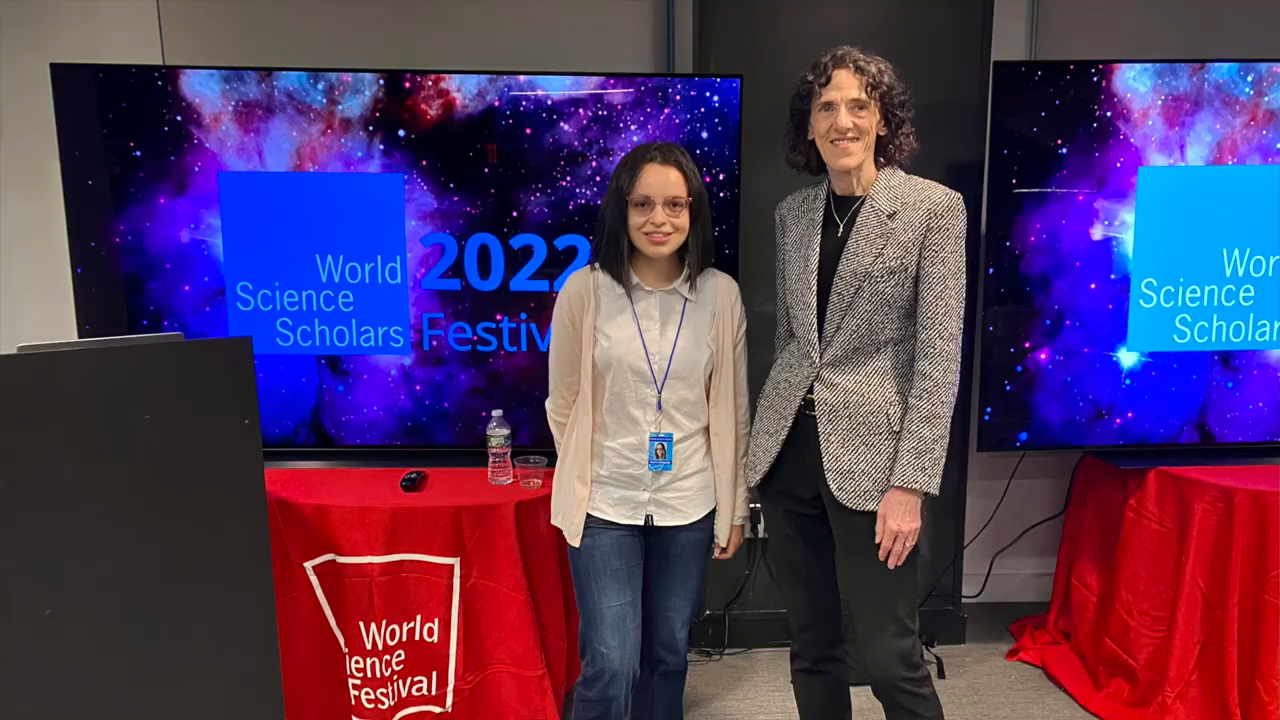 World
Science
Scholars
2022
Festiv
Wor
Science
Scholar
World
ience
Festival